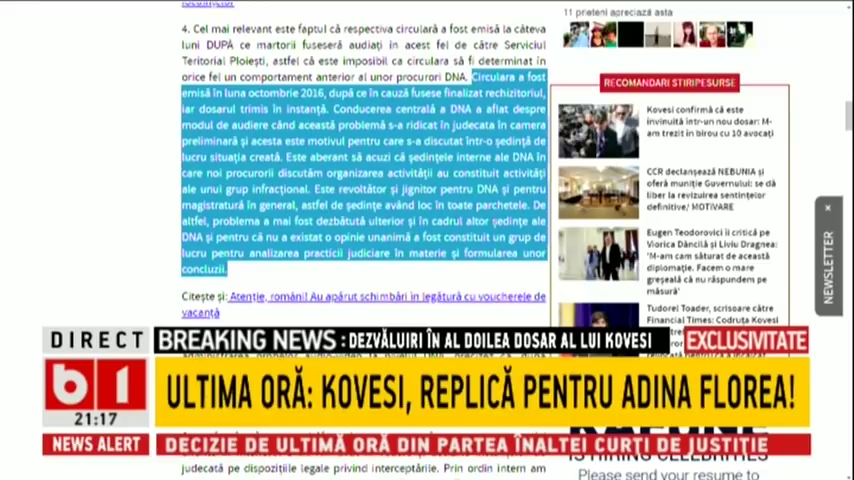 4. Cel mai relevant este faptul că respectiva circulară a fost emisă la câteva
luni DUPĂ ce martorii fuseseră audiați in acest fel de către Serviciul
Teritorial Ploiești, astfel că este imposibil ca circulara să fi determinat în
orice fel un comportament anterior al unor procurori DNA. Circulara a fost
emisă în luna octombrie 2016, după ce în cauză fusese finalizat rechizitoriul,
iar dosarul trimis în instanță. Conducerea centrală a DNA a aflat despre
modul de audiere când această problemă s-a ridicat în judecata în camera
preliminară și acesta este motivul pentru care s-a discutat într-o ședință de
lucru situația creată. Este aberant să acuzi că ședințele interne ale DNA în
care noi procurorii discutăm organizarea activității au constituit activități
ale unui grup infracțional. Este revoltător și jignitor pentru DNA și pentru
magistratură în general, astfel de ședințe având loc în toate parchetele. De
altfel, problema a mai fost dezbătută ulterior și în cadrul altor ședințe ale
DNA și pentru că nu a existat o opinie unanimă a fost constituit un grup de
lucru pentru analizarea practicii judiciare în materie și formularea unor
concluzii.
Citește și: Atenție, români! Au apărut schimbări în legătură cu voucherele de
vacanță
11 prieteni apreciază asta
RECOMANDARI STIRIPESURSE
Kovesi confirmă că este
învinuită într-un nou dosar: M-
am trezit în birou cu 10 avocați
CCR declanșează NEBUNIA și
oferă muniție Guvernului: se dă
liber la revizuirea sentințelor
definitive/ MOTIVARE
Eugen Teodorovici îi critică pe
Viorica Dăncilă și Liviu Dragnea:
'M-am căturat de această
diplomație. Facem o mare
greșeală că nu răspundem pe
măsură'
Tudorel Toader, scrisoare către
Financial Times: Codruța Kovesi
×
NEWSLETTER
DIRECT
BREAKING NEWS : DEZVĂLUIRI ÎN AL DOILEA DOSAR AL LUI KOVESI
EXCLUSIVITATE
b1
21:17
ULTIMA ORĂ: KOVESI, REPLICĂ PENTRU ADINA FLOREA!
NEWS ALERT
DECIZIE DE ULTIMĂ ORĂ DIN PARTEA ÎNALTEI CURȚI DE JUSTIȚIE
IS HIRING CELEBRITIES
judecată pe dispozițiile legale privind interceptările. Prin ordin intern am
Please send your resume to